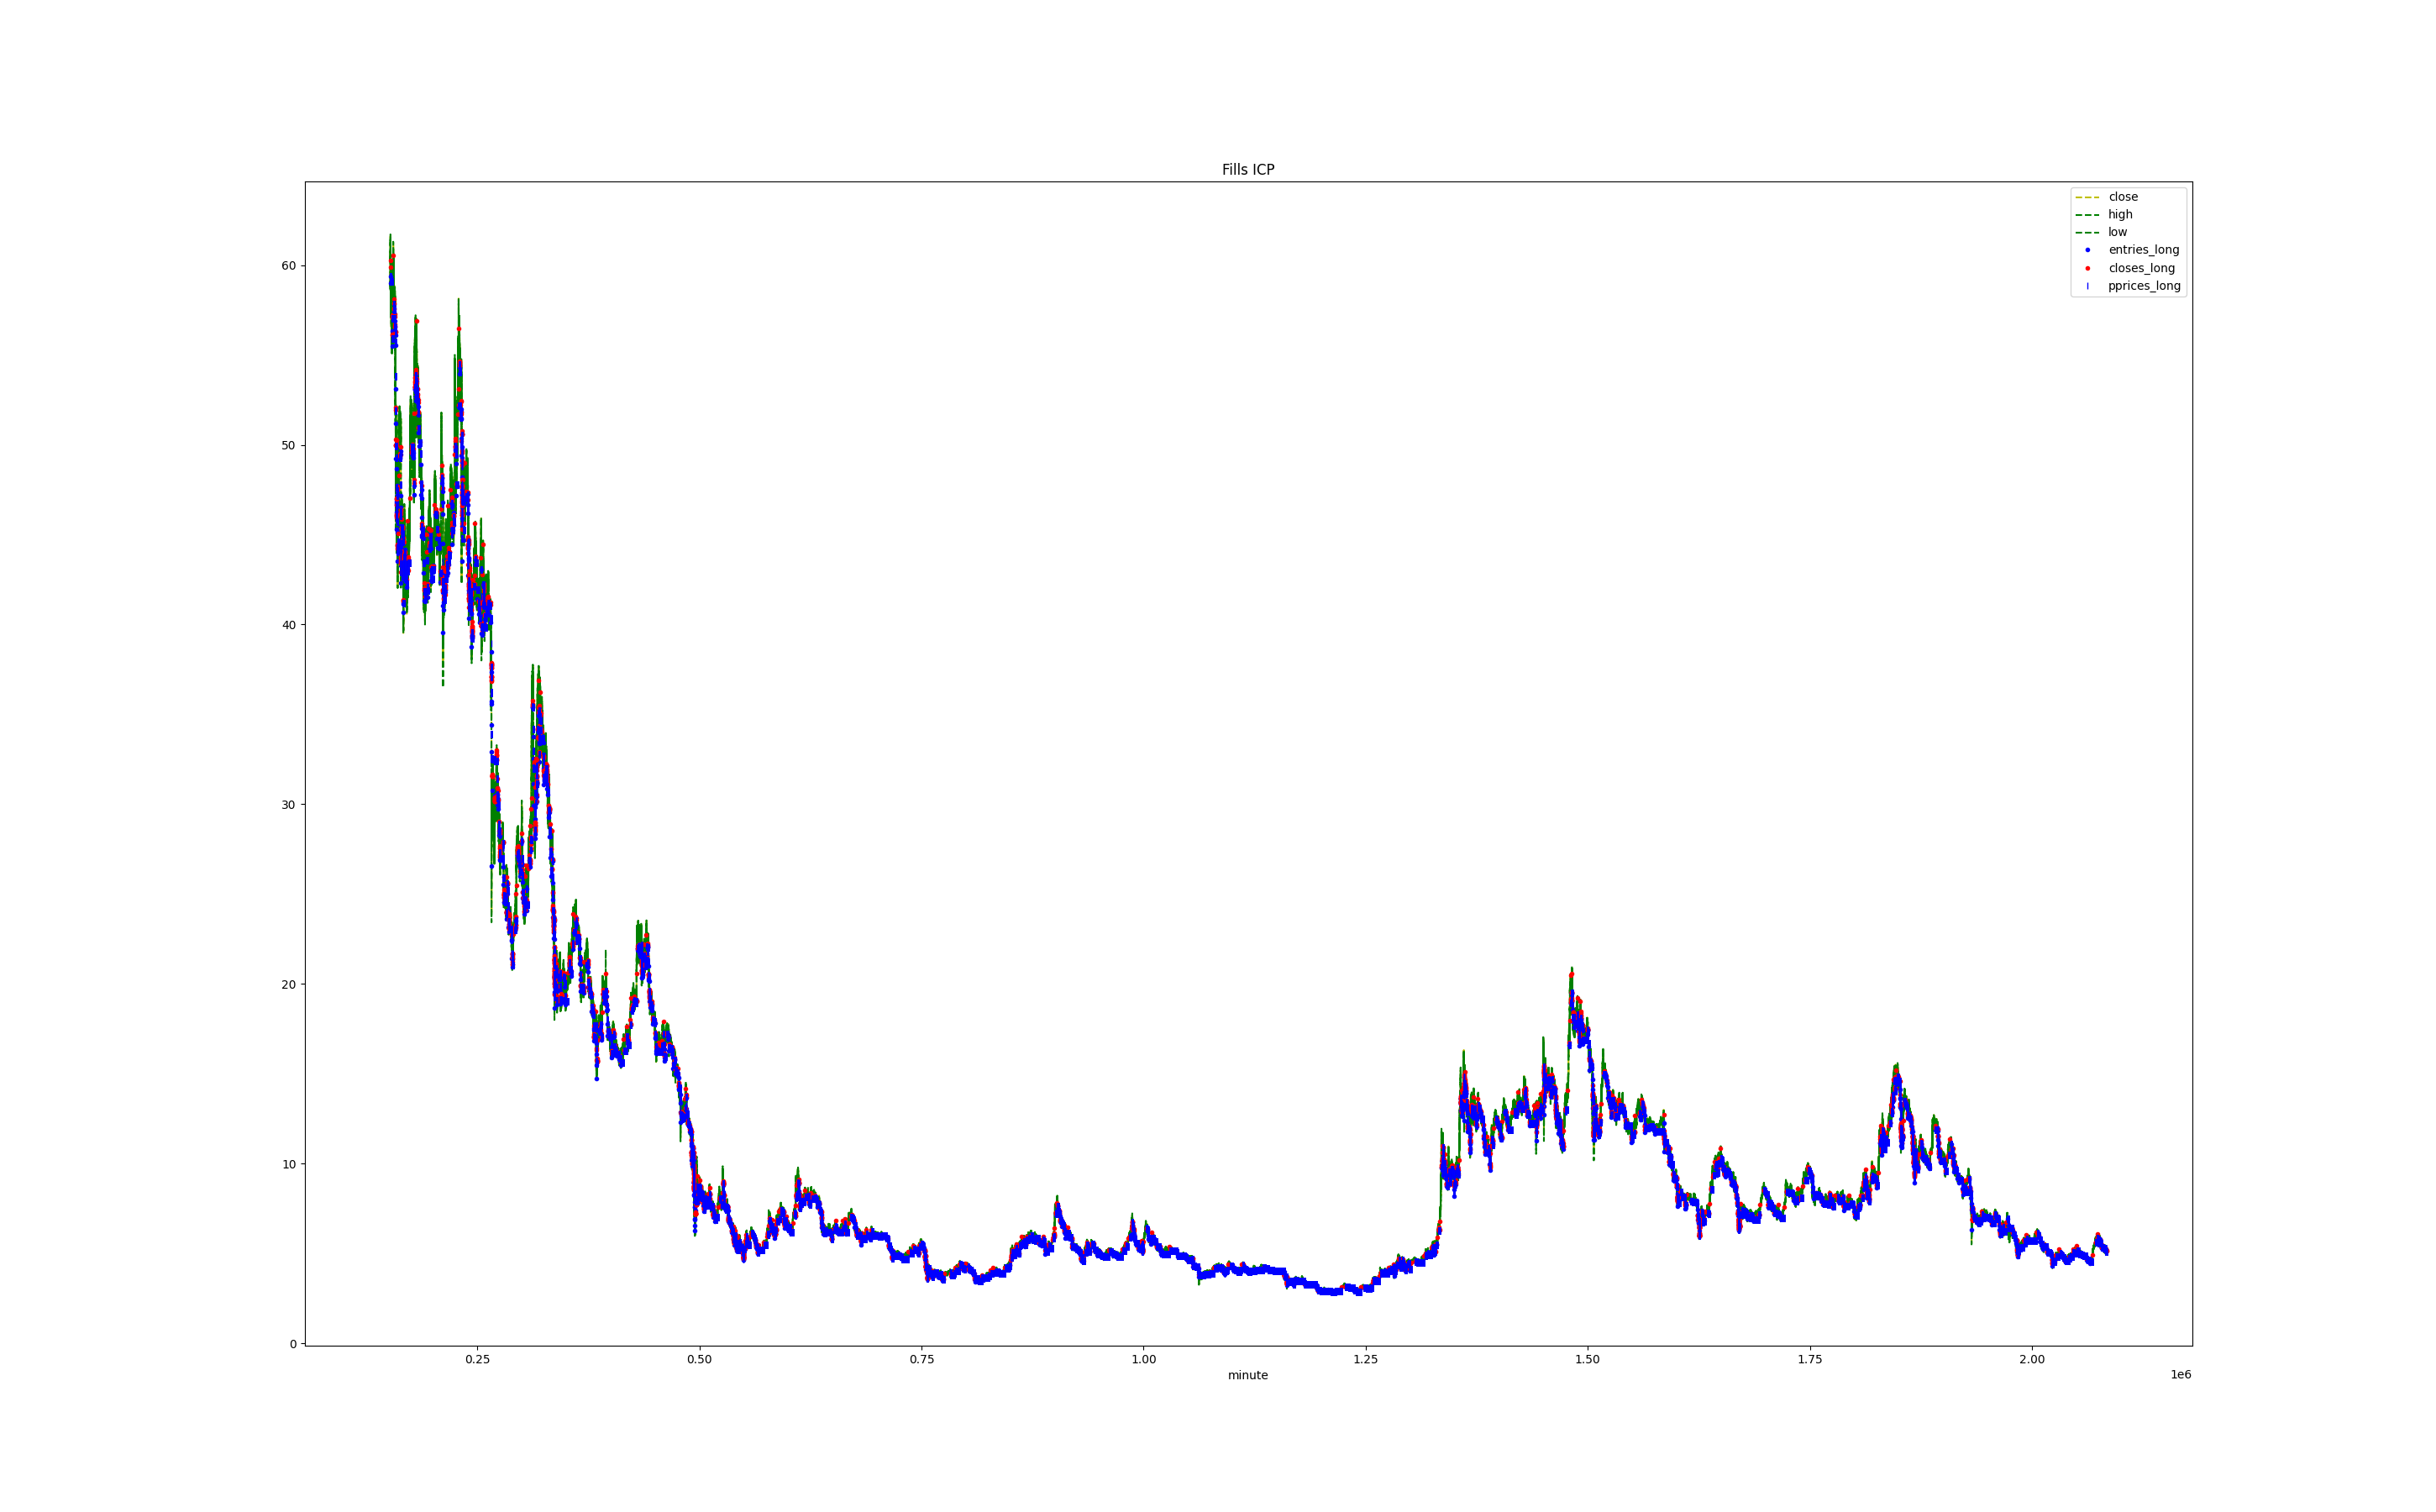 Fills ICP
close
high
low
entries_long
closes_long
pprices_long
60
50
40
30
20
10
0
0.25 0.50 0.75 1.00 1.25 1.50 1.75 2.00
minute 1e6